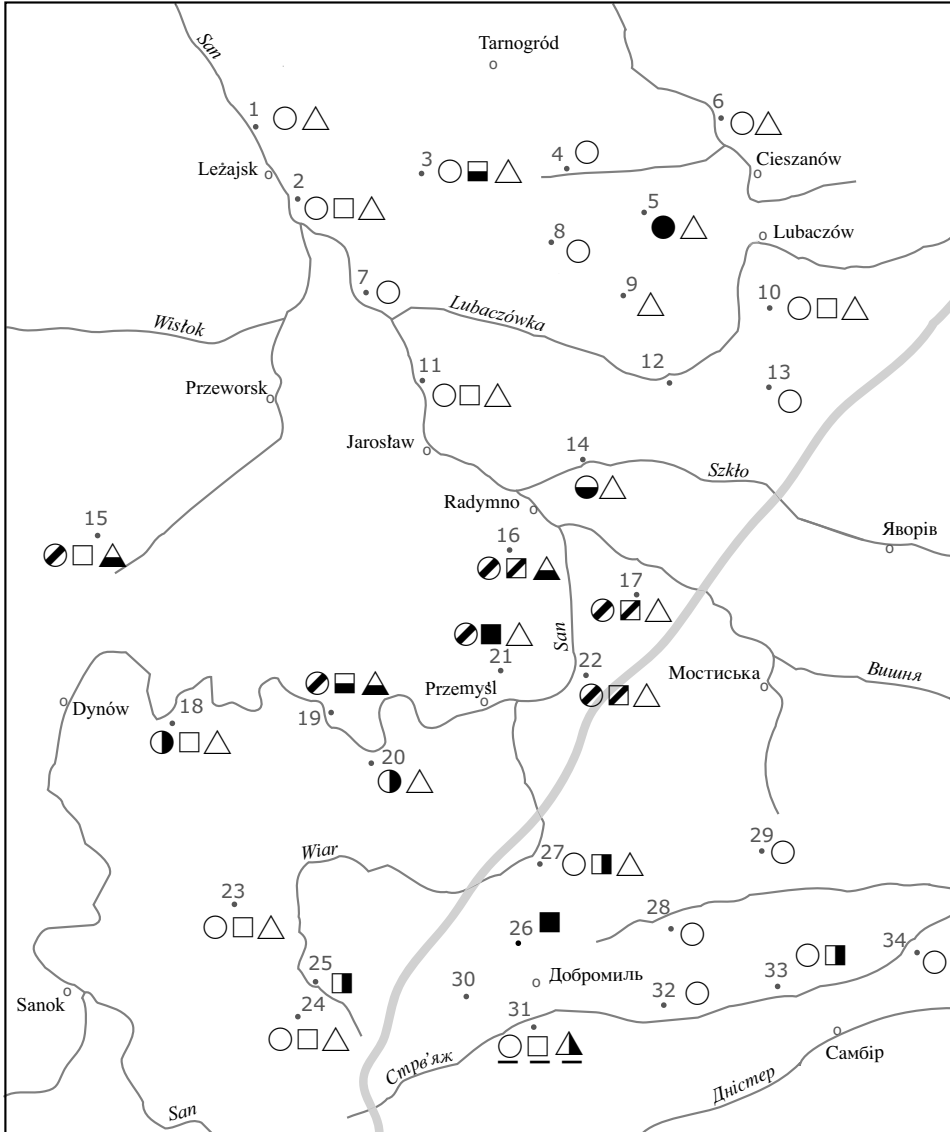 San
Tarnogród
1
6
3
4
Leżajsk
Cieszanów
2
5
8
Lubaczów
7
9
10
Lubaczówka
Wisłok
11
12
13
Przeworsk
Jarosław
14
Szkło
Radymno
15
16
Яворів
17
San
21
22
Мостиська
Вишня
Przemyśl
Dynów
18
19
20
Wiar
27
29
23
26
28
34
25
30
Добромиль
33
Sanok
24
31
32
Стрв’яж
Самбір
Дністер
San